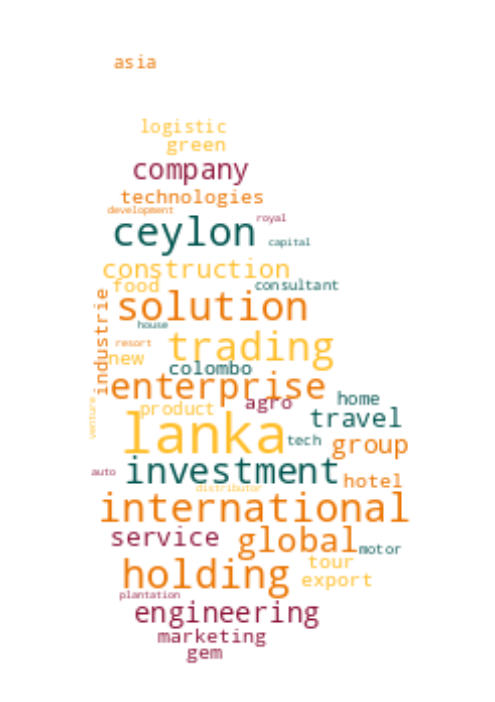 asia
logistic
green
company
technologies
development
royal
ceylon
capital
construction
food
consultant
industrie
solution
house
trading
resort
new
colombo
enterprise
home
agro
product
venture
travel
lanka
tech
group
investment
auto
hotel
distributor
international
service
global
motor
tour
holding
export
plantation
engineering
marketing
gem